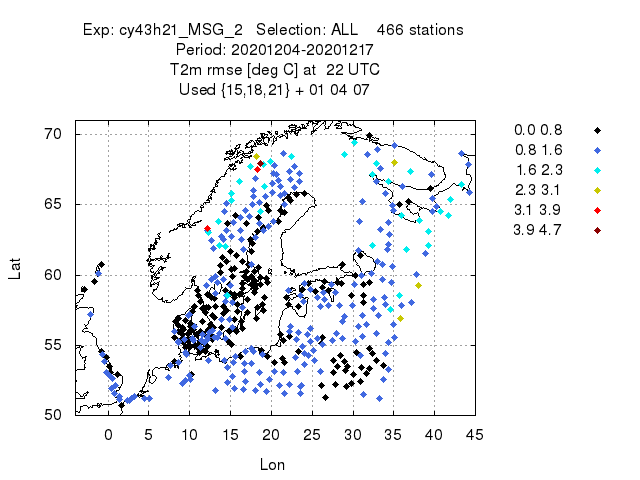 Exp: cy43h21_MSG_2   Selection: ALL    466 stations
Period: 20201204-20201217
T2m rmse [deg C] at  22 UTC
Used {15,18,21} + 01 04 07
0.0 0.8
0.8 1.6
1.6 2.3
2.3 3.1
3.1 3.9
3.9 4.7
70
65
60
55
50
Lat
0 5 10 15 20 25 30 35 40 45
Lon